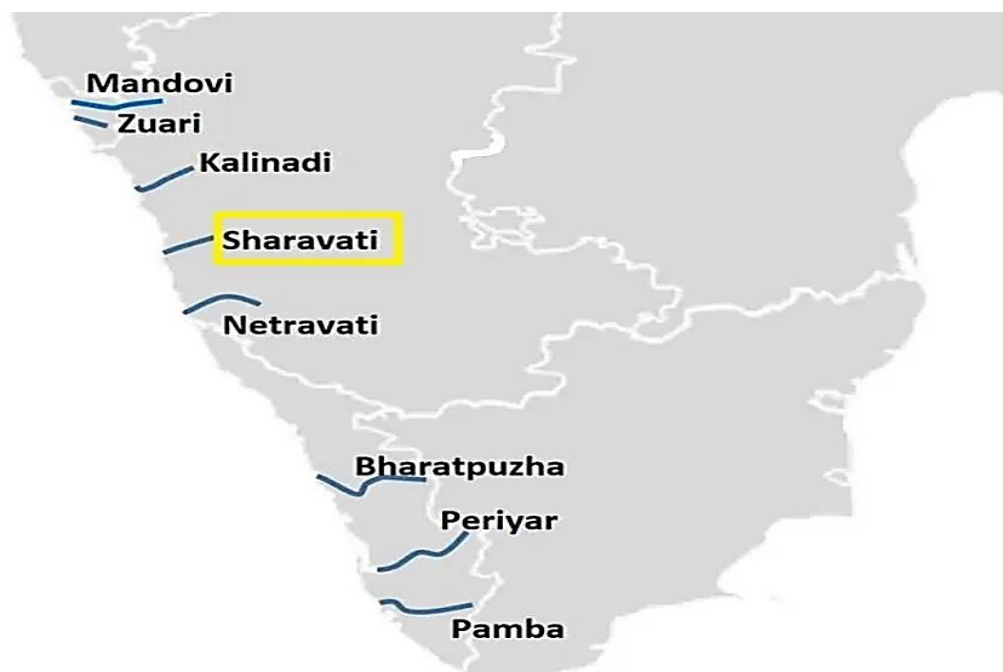 Mandovi
Zuari
Kalinadi
Sharavati
Netravati
Bharatpuzha
Periyar
Pamba